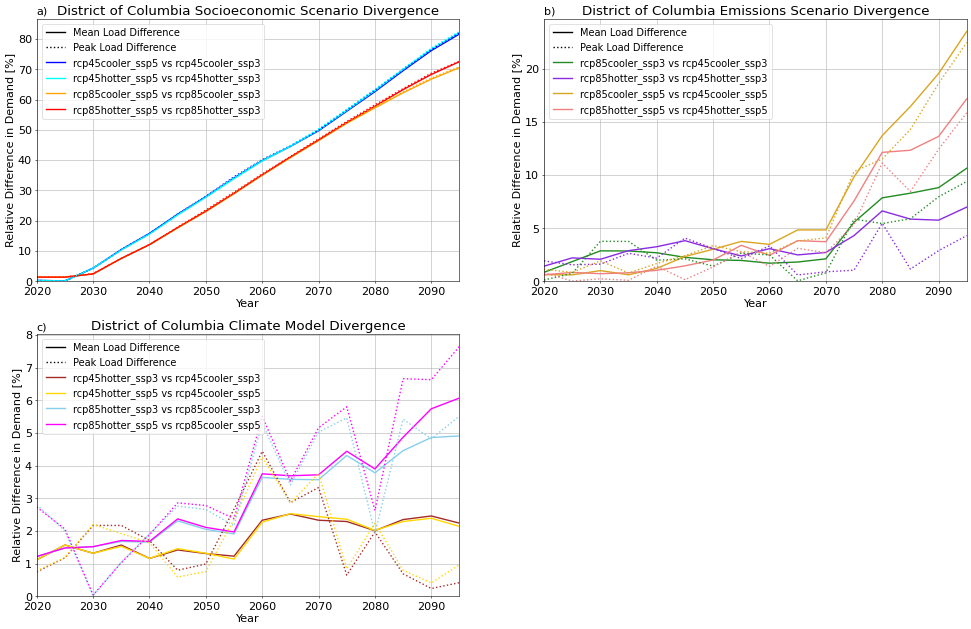 a) District of Columbia Socioeconomic Scenario Divergence
Relative Difference in Demand [%]
80
70
60
50
40
30
20
10
0
Mean Load Difference
Peak Load Difference
rcp45cooler_ssp5 vs rcp45cooler_ssp3
rcp45hotter_ssp5 vs rcp45hotter_ssp3
rcp85cooler_ssp5 vs rcp85cooler_ssp3
rcp85hotter_ssp5 vs rcp85hotter_ssp3
2020 2030 2040 2050 2060 2070 2080 2090
Year
b) District of Columbia Emissions Scenario Divergence
Relative Difference in Demand [%]
20
15
10
5
0
Mean Load Difference
Peak Load Difference
rcp85cooler_ssp3 vs rcp45cooler_ssp3
rcp85hotter_ssp3 vs rcp45hotter_ssp3
rcp85cooler_ssp5 vs rcp45cooler_ssp5
rcp85hotter_ssp5 vs rcp45hotter_ssp5
2020 2030 2040 2050 2060 2070 2080 2090
Year
c) District of Columbia Climate Model Divergence
Relative Difference in Demand [%]
8
7
6
5
4
3
2
1
0
Mean Load Difference
Peak Load Difference
rcp45hotter_ssp3 vs rcp45cooler_ssp3
rcp45hotter_ssp5 vs rcp45cooler_ssp5
rcp85hotter_ssp3 vs rcp85cooler_ssp3
rcp85hotter_ssp5 vs rcp85cooler_ssp5
2020 2030 2040 2050 2060 2070 2080 2090
Year